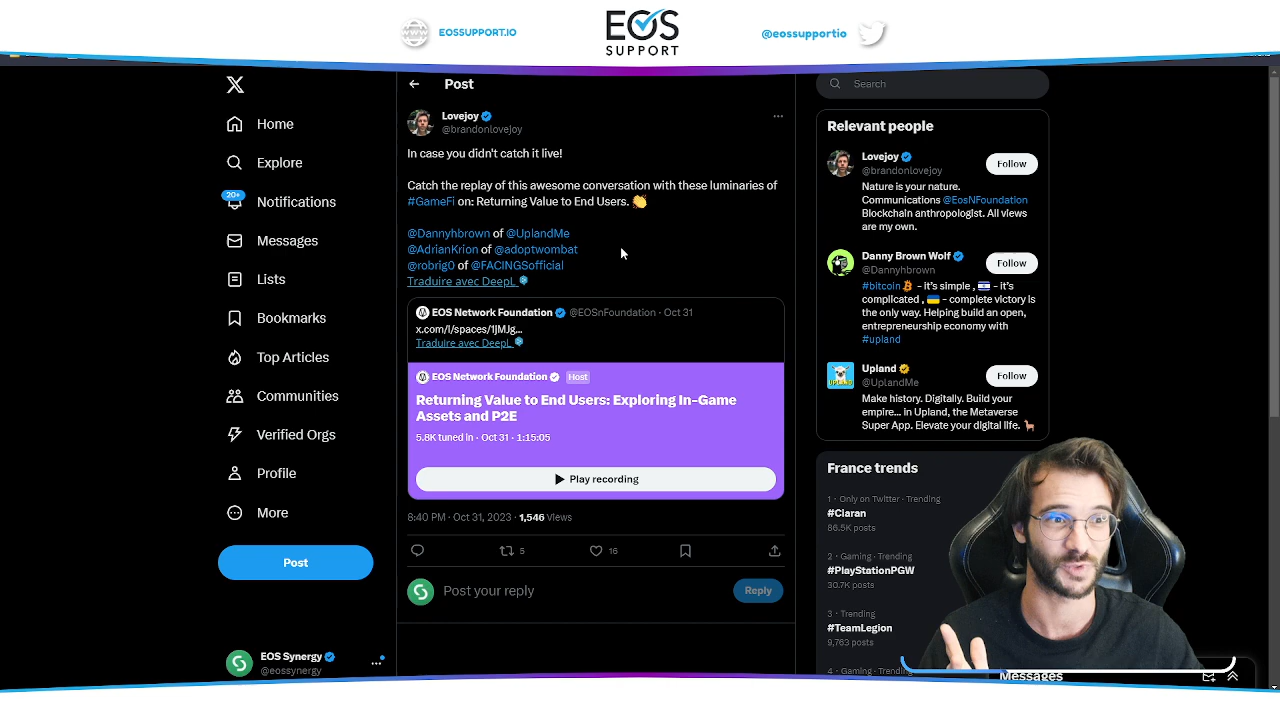 EOSSUPPORT.IO
EOS
SUPPORT
@eossupportio
Home
Explore
20+
Notifications
Messages
Lists
Bookmarks
Top Articles
Communities
Verified Orgs
Profile
More
Post
EOS Synergy
@eossynergy
Post
Lovejoy
@brandonlovejoy
In case you didn't catch it live!
Catch the replay of this awesome conversation with these luminaries of
#GameFi on: Returning Value to End Users. 👏
@Dannyhbrown of @UplandMe
@AdrianKrion of @adoptwombat
@robrig0 of @FACINGSofficial
Traduire avec DeepL
EOS Network Foundation @EOSnFoundation · Oct 31
x.com/i/spaces/1jMJg…
Traduire avec DeepL
EOS Network Foundation Host
Returning Value to End Users: Exploring In-Game
Assets and P2E
5.8K tuned in · Oct 31 · 1:15:05
Play recording
8:40 PM · Oct 31, 2023 · 1,546 Views
5
16
Post your reply
Reply
Search
Relevant people
Lovejoy
@brandonlovejoy
Follow
Nature is your nature.
Communications @EosNFoundation
Blockchain anthropologist. All views
are my own.
Danny Brown Wolf
@Dannyhbrown
Follow
#bitcoin - it's simple , 🇮🇱 - it's
complicated , 🇺🇦 - complete victory is
the only way. Helping build an open,
entrepreneurship economy with
#upland
Upland
@UplandMe
Follow
Make history. Digitally. Build your
empire... in Upland, the Metaverse
Super App. Elevate your digital life. 🦙
France trends
1 · Only on Twitter · Trending
#Ciaran
86.5K posts
2 · Gaming · Trending
#PlayStationPGW
30.7K posts
3 · Trending
#TeamLegion
9,763 posts
4 · Gaming · Trending
Messages